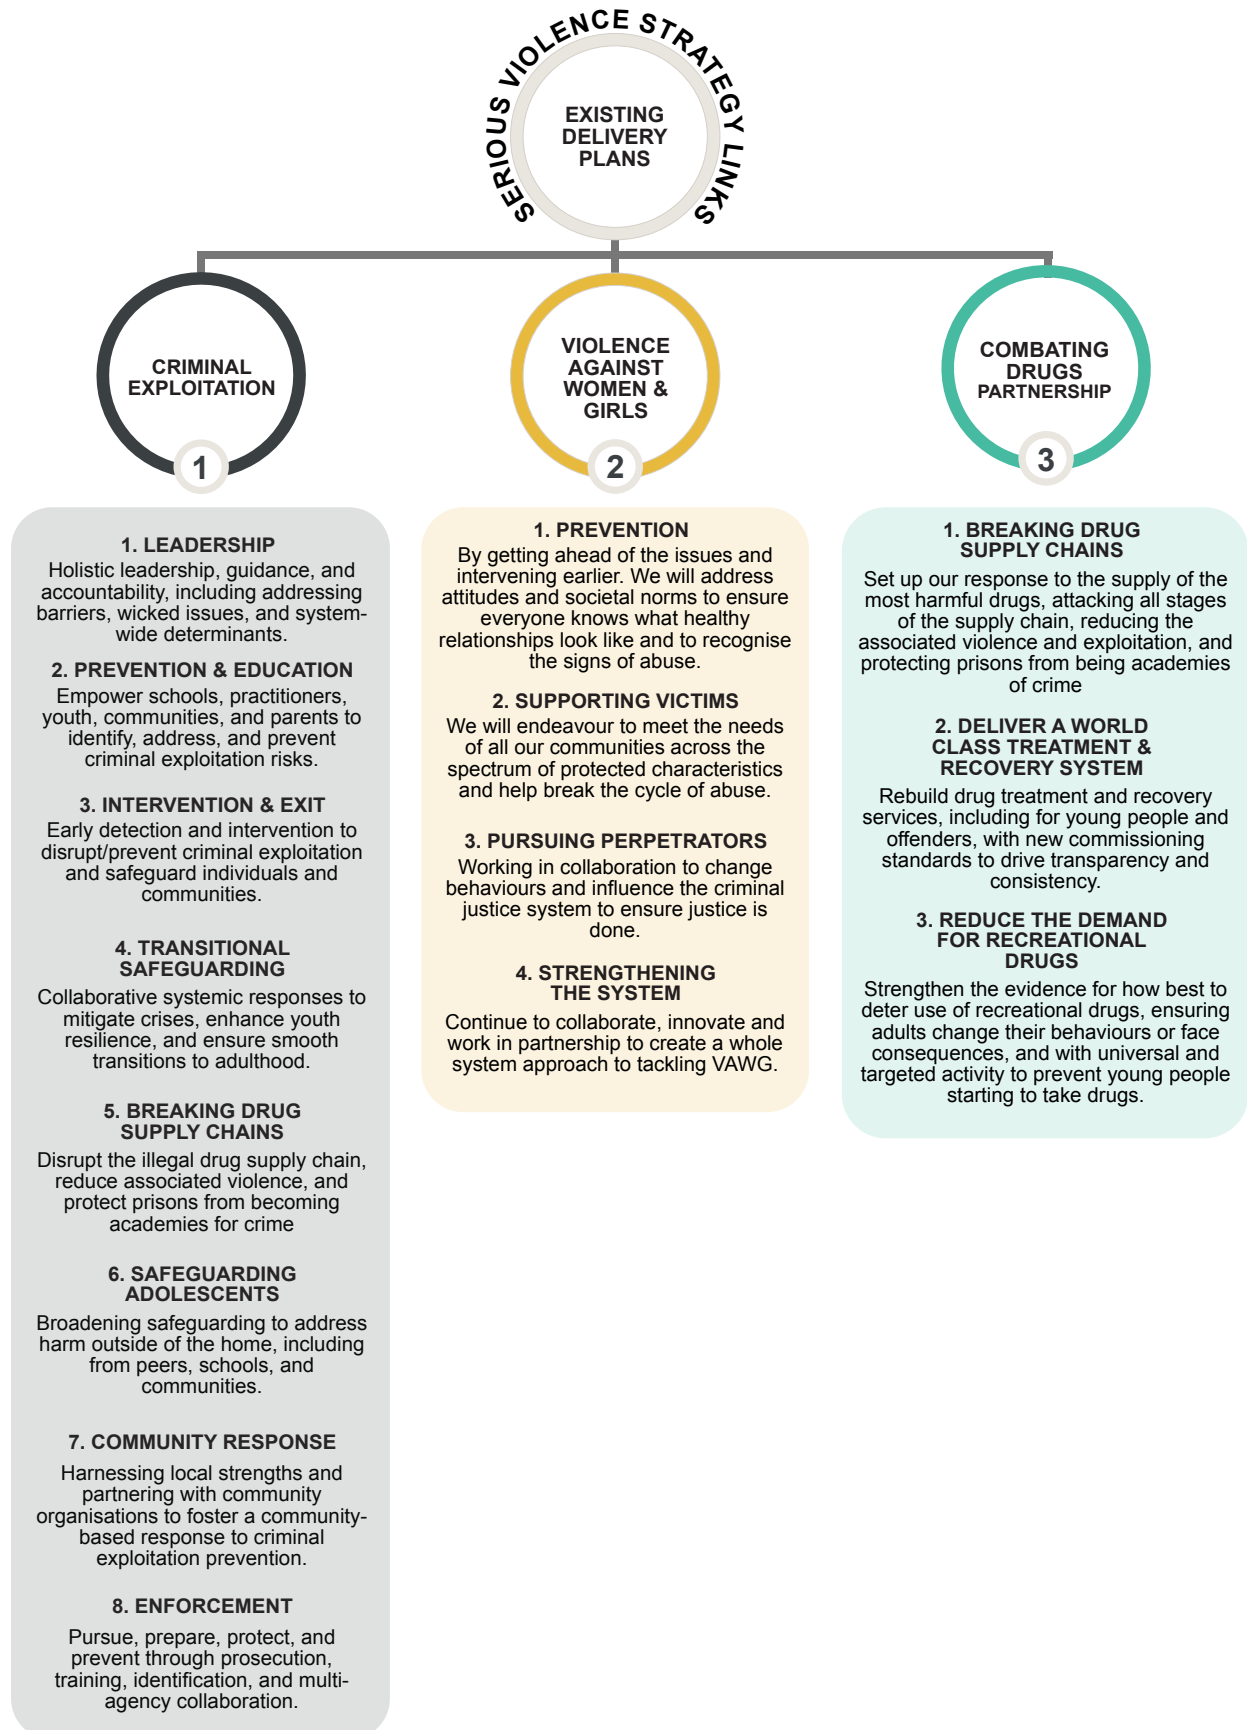 SERIOUS VIOLENCE STRATEGY LINKS
EXISTING
DELIVERY
PLANS
CRIMINAL
EXPLOITATION
1
1. LEADERSHIP
Holistic leadership, guidance, and
accountability, including addressing
barriers, wicked issues, and system-
wide determinants.
2. PREVENTION & EDUCATION
Empower schools, practitioners,
youth, communities, and parents to
identify, address, and prevent
criminal exploitation risks.
3. INTERVENTION & EXIT
Early detection and intervention to
disrupt/prevent criminal exploitation
and safeguard individuals and
communities.
4. TRANSITIONAL
SAFEGUARDING
Collaborative systemic responses to
mitigate crises, enhance youth
resilience, and ensure smooth
transitions to adulthood.
5. BREAKING DRUG
SUPPLY CHAINS
Disrupt the illegal drug supply chain,
reduce associated violence, and
protect prisons from becoming
academies for crime
6. SAFEGUARDING
ADOLESCENTS
Broadening safeguarding to address
harm outside of the home, including
from peers, schools, and
communities.
7. COMMUNITY RESPONSE
Harnessing local strengths and
partnering with community
organisations to foster a community-
based response to criminal
exploitation prevention.
8. ENFORCEMENT
Pursue, prepare, protect, and
prevent through prosecution,
training, identification, and multi-
agency collaboration.
VIOLENCE
AGAINST
WOMEN &
GIRLS
2
1. PREVENTION
By getting ahead of the issues and
intervening earlier. We will address
attitudes and societal norms to ensure
everyone knows what healthy
relationships look like and to recognise
the signs of abuse.
2. SUPPORTING VICTIMS
We will endeavour to meet the needs
of all our communities across the
spectrum of protected characteristics
and help break the cycle of abuse.
3. PURSUING PERPETRATORS
Working in collaboration to change
behaviours and influence the criminal
justice system to ensure justice is
done.
4. STRENGTHENING
THE SYSTEM
Continue to collaborate, innovate and
work in partnership to create a whole
system approach to tackling VAWG.
COMBATING
DRUGS
PARTNERSHIP
3
1. BREAKING DRUG
SUPPLY CHAINS
Set up our response to the supply of the
most harmful drugs, attacking all stages
of the supply chain, reducing the
associated violence and exploitation, and
protecting prisons from being academies
of crime
2. DELIVER A WORLD
CLASS TREATMENT &
RECOVERY SYSTEM
Rebuild drug treatment and recovery
services, including for young people and
offenders, with new commissioning
standards to drive transparency and
consistency.
3. REDUCE THE DEMAND
FOR RECREATIONAL
DRUGS
Strengthen the evidence for how best to
deter use of recreational drugs, ensuring
adults change their behaviours or face
consequences, and with universal and
targeted activity to prevent young people
starting to take drugs.